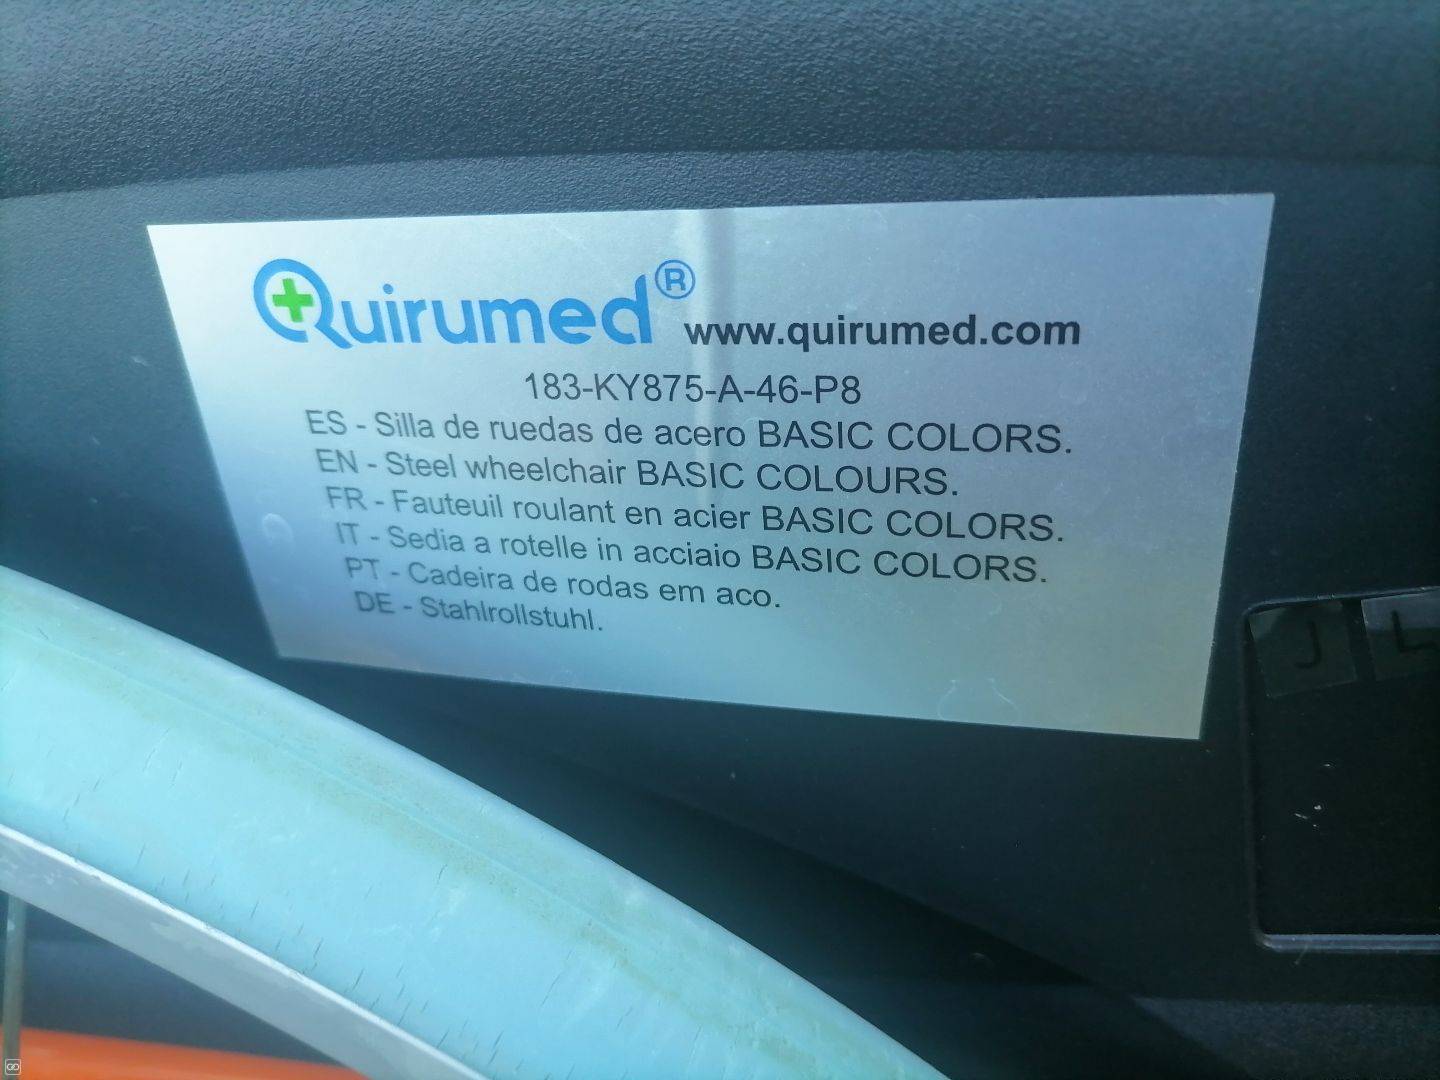 Quirumed® www.quirumed.com
183-KY875-A-46-P8
ES - Silla de ruedas de acero BASIC COLORS.
EN - Steel wheelchair BASIC COLOURS.
FR - Fauteuil roulant en acier BASIC COLORS.
IT - Sedia a rotelle in acciaio BASIC COLORS.
PT - Cadeira de rodas em aco.
DE - Stahlrollstuhl.
J L